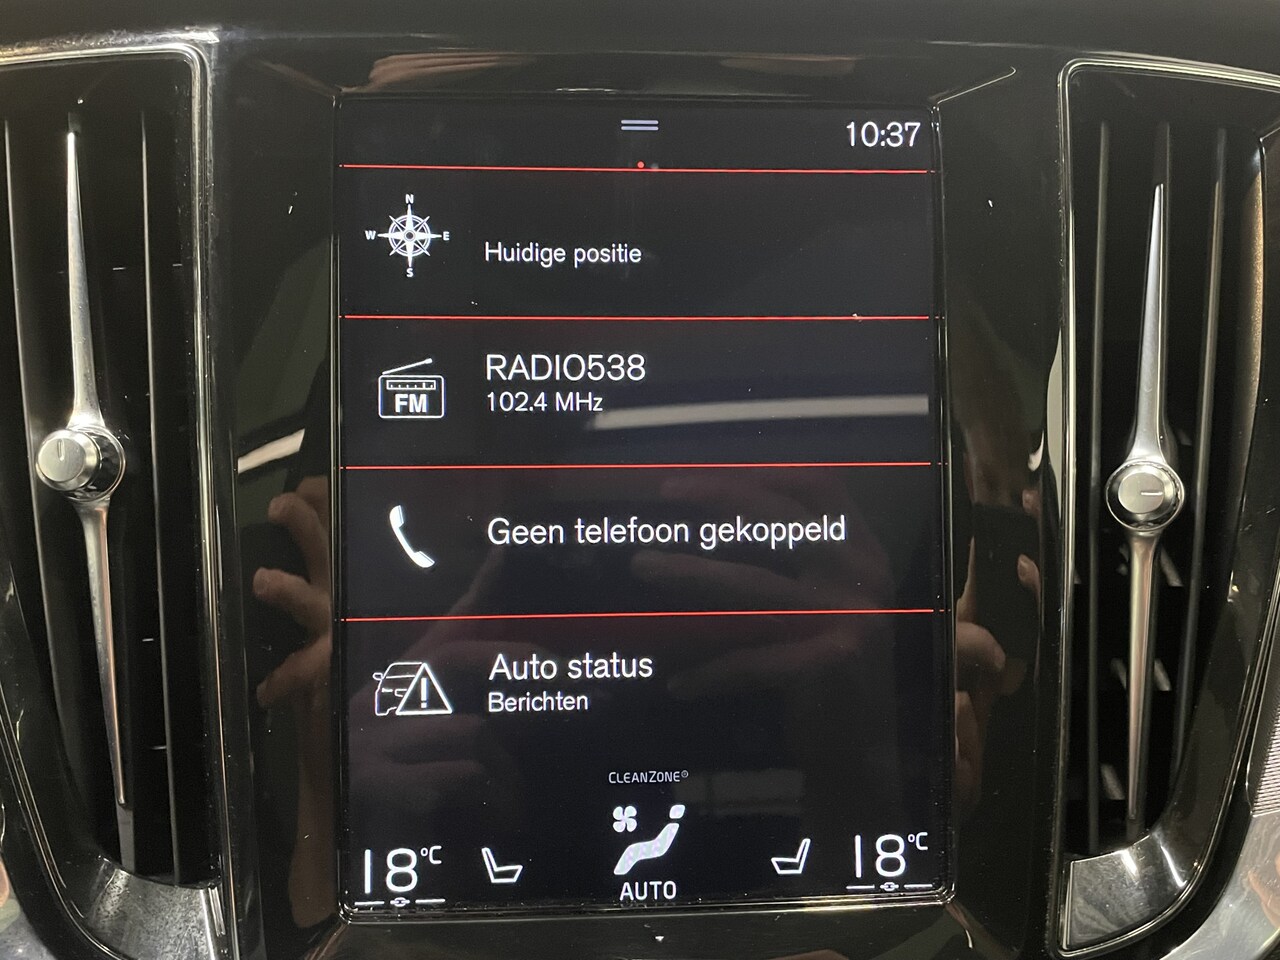 10:37
N
W E
S
Huidige positie
RADIO538
102.4 MHz
FM
Geen telefoon gekoppeld
Auto status
Berichten
CLEANZONE®
18°C
18°C
AUTO